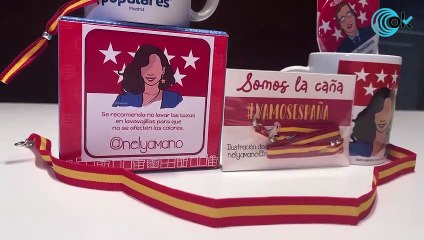 populares
Madrid
Se recomienda no lavar las tazas
en lavavajillas para que
no se afecten los colores.
@nelyamano
Somos la caña
#VAMOSESPAÑA
Ilustración
nelyamano
ok